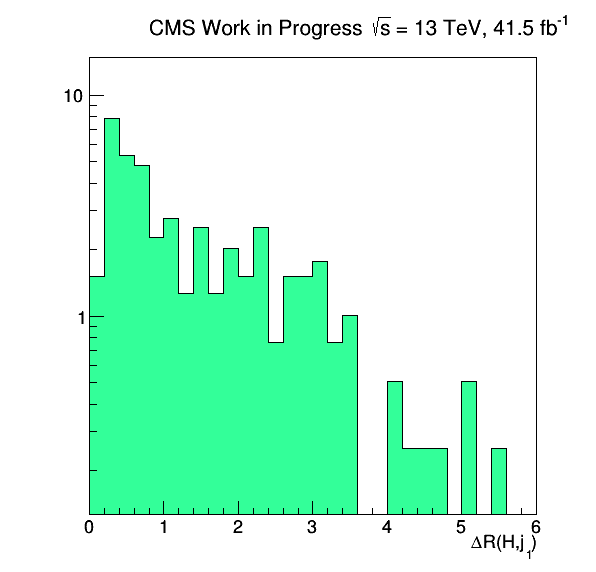 CMS Work in Progress √s = 13 TeV, 41.5 fb⁻¹
10
1
0 1 2 3 4 5 6
ΔR(H,j₁)